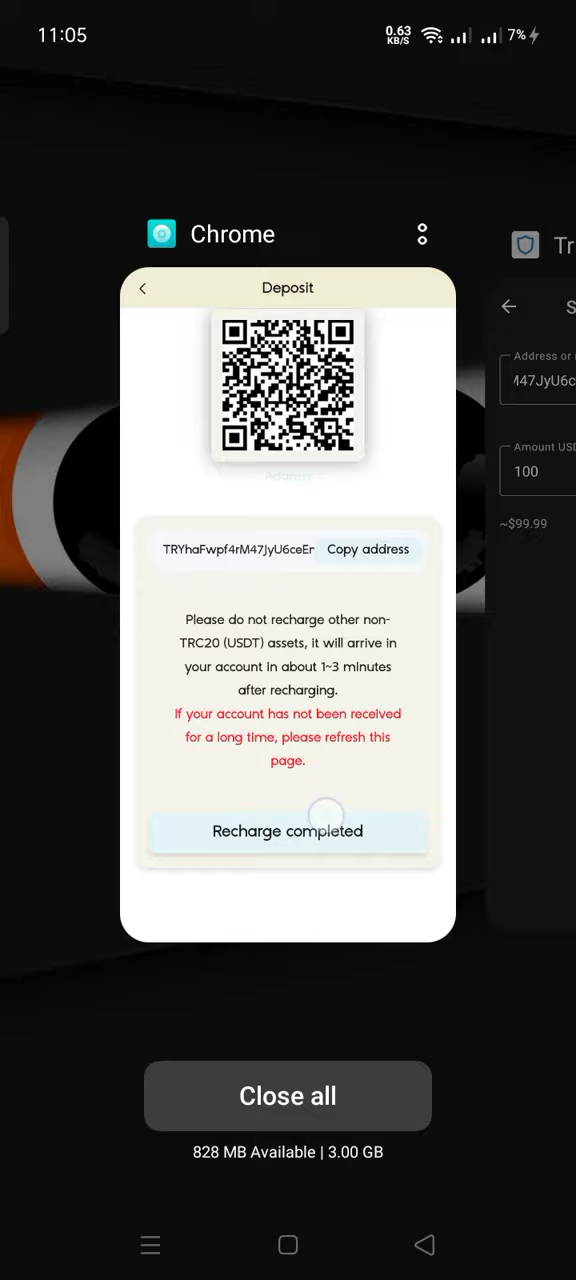 11:05
0.63
KB/S
7%
Chrome
Tr
Deposit
S
Address or
M47JyU6c
Address
Amount USD
100
~$99.99
TRYhaFwpf4rM47JyU6ceEr
Copy address
Please do not recharge other non-
TRC20 (USDT) assets, it will arrive in
your account in about 1~3 minutes
after recharging.
If your account has not been received
for a long time, please refresh this
page.
Recharge completed
Close all
828 MB Available | 3.00 GB